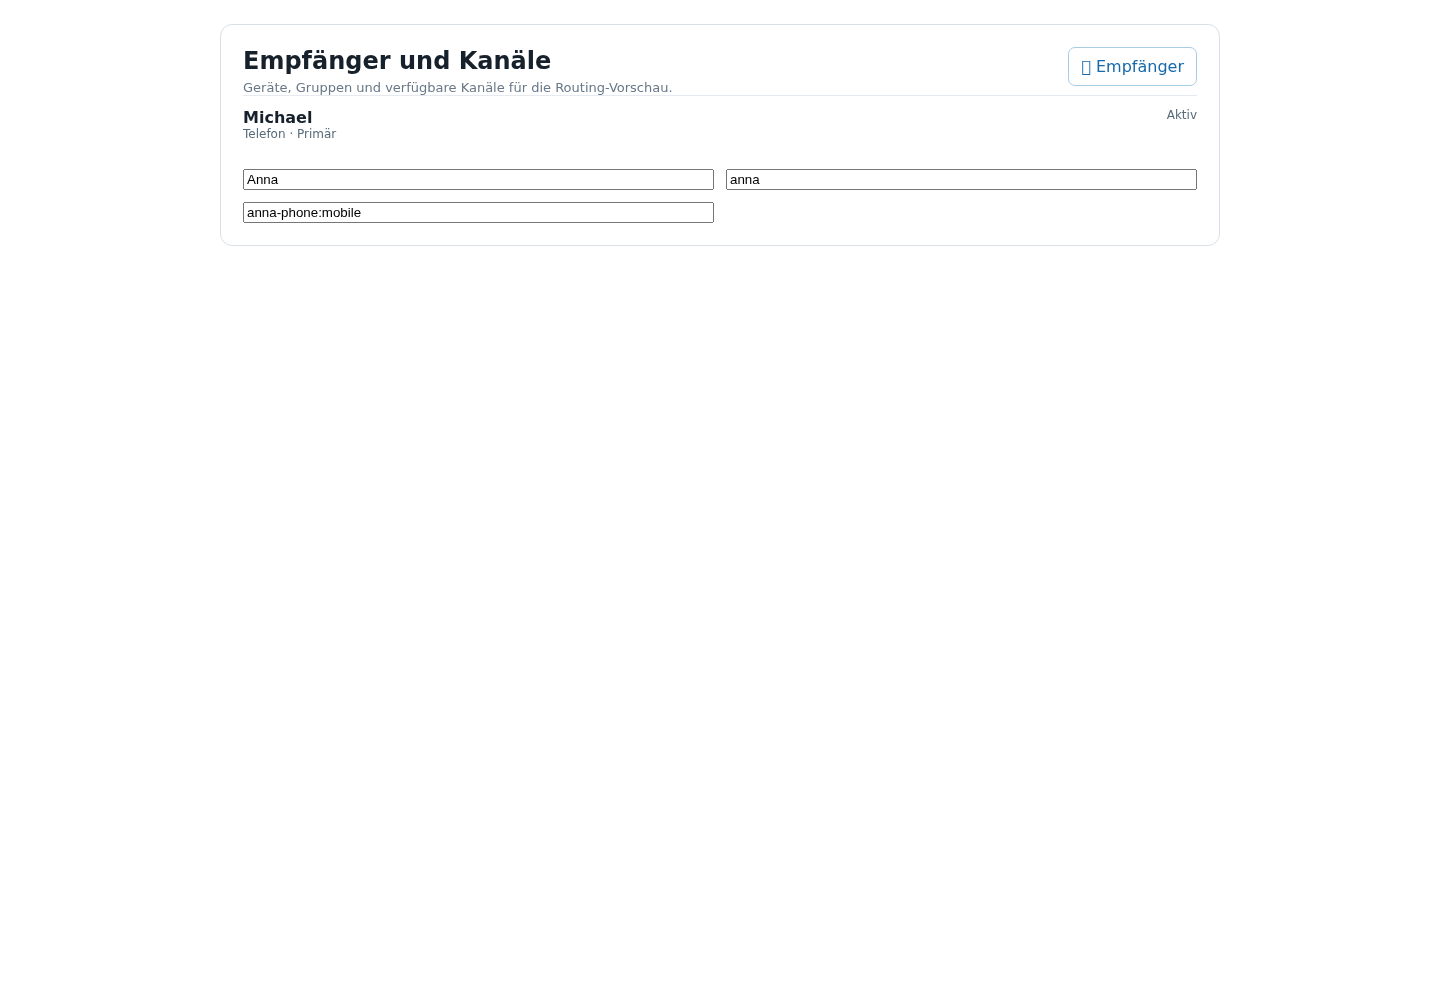 Empfänger und Kanäle
Empfänger
Geräte, Gruppen und verfügbare Kanäle für die Routing-Vorschau.
Michael
Aktiv
Telefon · Primär
Anna
anna
anna-phone:mobile